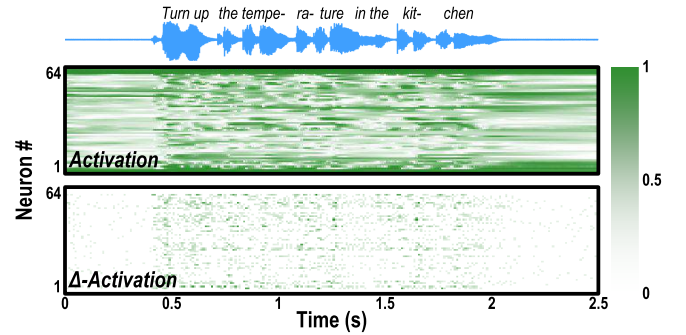 Turn up the tempe- ra- ture in the kit- chen
64
1
Activation
64
1
Δ-Activation
Neuron #
0 0.5 1 1.5 2 2.5
Time (s)
1
0.5
0